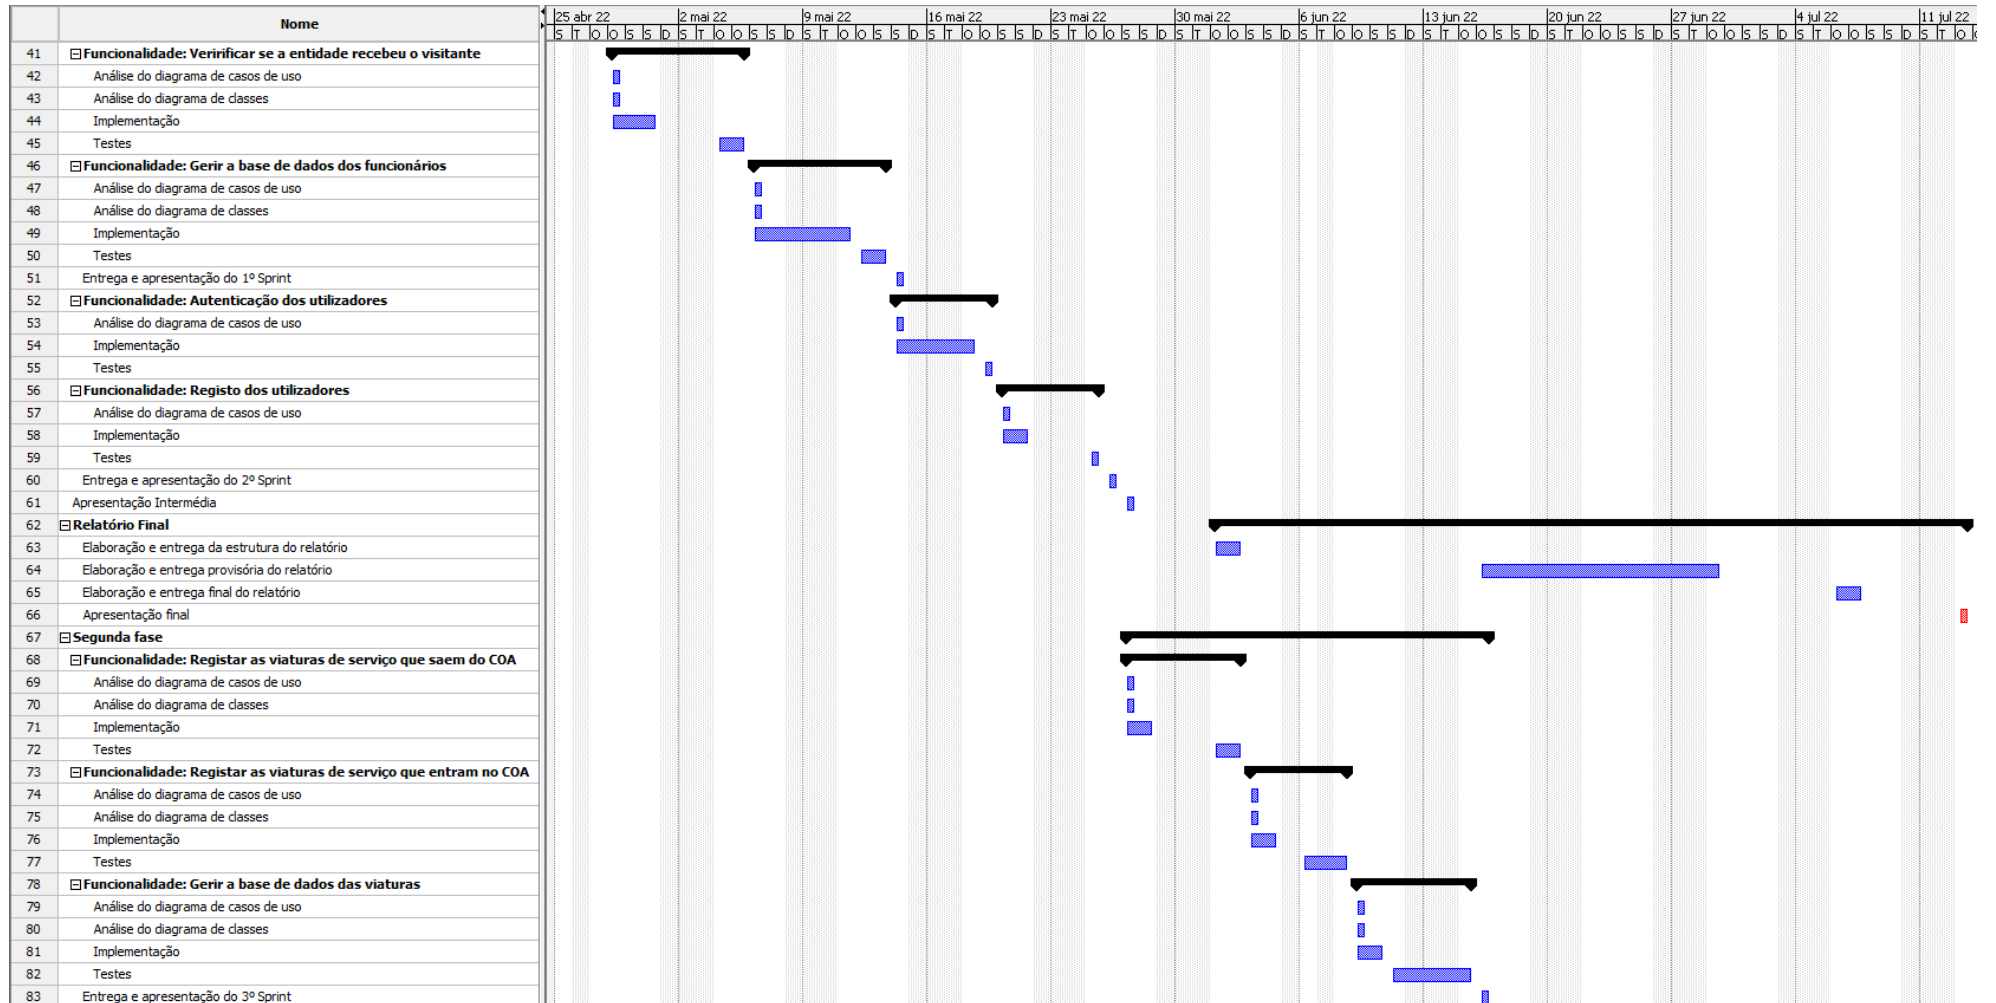 Nome
25 abr 22 2 mai 22 9 mai 22 16 mai 22 23 mai 22 30 mai 22 6 jun 22 13 jun 22 20 jun 22 27 jun 22 4 jul 22 11 jul 22
S T O O S S D S T O O S S D S T O O S S D S T O O S S D S T O O S S D S T O O S S D S T O O S S D S T O O S S D S T O O S S D S T O O S S D S T O O S S D S T O
41 Funcionalidade: Veririficar se a entidade recebeu o visitante
42 Análise do diagrama de casos de uso
43 Análise do diagrama de classes
44 Implementação
45 Testes
46 Funcionalidade: Gerir a base de dados dos funcionários
47 Análise do diagrama de casos de uso
48 Análise do diagrama de classes
49 Implementação
50 Testes
51 Entrega e apresentação do 1º Sprint
52 Funcionalidade: Autenticação dos utilizadores
53 Análise do diagrama de casos de uso
54 Implementação
55 Testes
56 Funcionalidade: Registo dos utilizadores
57 Análise do diagrama de casos de uso
58 Implementação
59 Testes
60 Entrega e apresentação do 2º Sprint
61 Apresentação Intermédia
62 Relatório Final
63 Elaboração e entrega da estrutura do relatório
64 Elaboração e entrega provisória do relatório
65 Elaboração e entrega final do relatório
66 Apresentação final
67 Segunda fase
68 Funcionalidade: Registar as viaturas de serviço que saem do COA
69 Análise do diagrama de casos de uso
70 Análise do diagrama de classes
71 Implementação
72 Testes
73 Funcionalidade: Registar as viaturas de serviço que entram no COA
74 Análise do diagrama de casos de uso
75 Análise do diagrama de classes
76 Implementação
77 Testes
78 Funcionalidade: Gerir a base de dados das viaturas
79 Análise do diagrama de casos de uso
80 Análise do diagrama de classes
81 Implementação
82 Testes
83 Entrega e apresentação do 3º Sprint